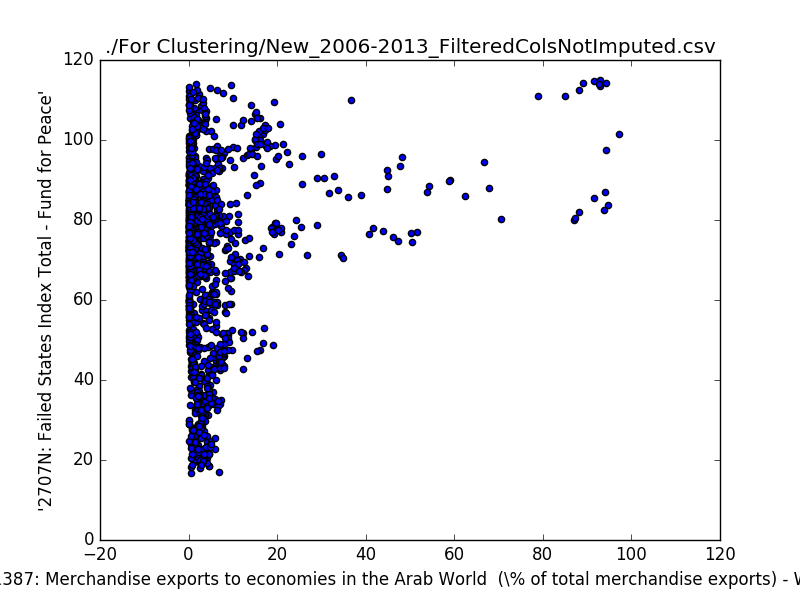 ./For Clustering/New_2006-2013_FilteredColsNotImputed.csv
120
100
80
60
40
20
0
'2707N: Failed States Index Total - Fund for Peace'
−20 0 20 40 60 80 100 120
387: Merchandise exports to economies in the Arab World (\% of total merchandise exports) -